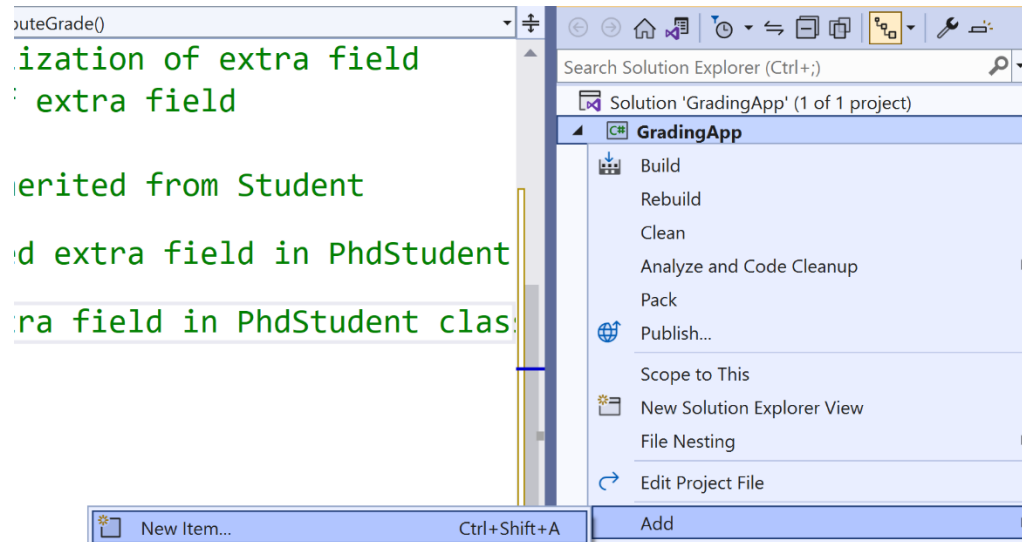 puteGrade()
ization of extra field
f extra field
erited from Student
d extra field in PhdStudent
ra field in PhdStudent clas
Search Solution Explorer (Ctrl+;)
Solution 'GradingApp' (1 of 1 project)
C# GradingApp
Build
Rebuild
Clean
Analyze and Code Cleanup
Pack
Publish...
Scope to This
New Solution Explorer View
File Nesting
Edit Project File
Add
New Item... Ctrl+Shift+A